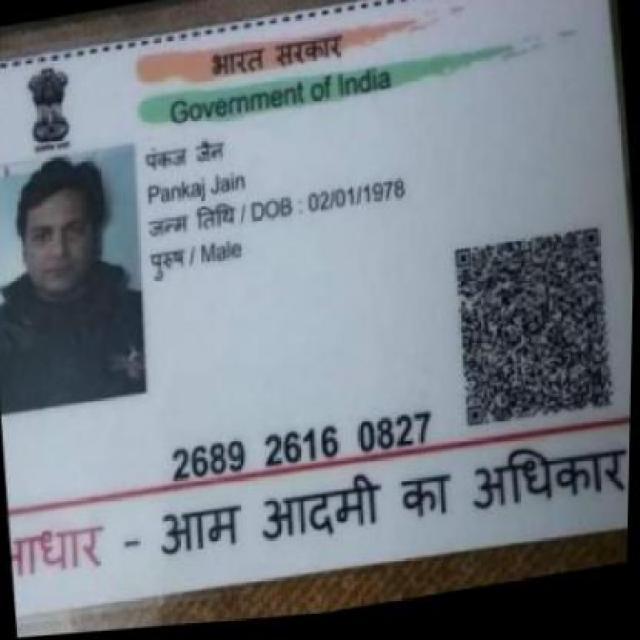 भारत सरकार
Government of India
पंकज जैन
Pankaj Jain
जन्म तिथि / DOB : 02/01/1978
पुरुष / Male
2689 2616 0827
आधार - आम आदमी का अधिकार